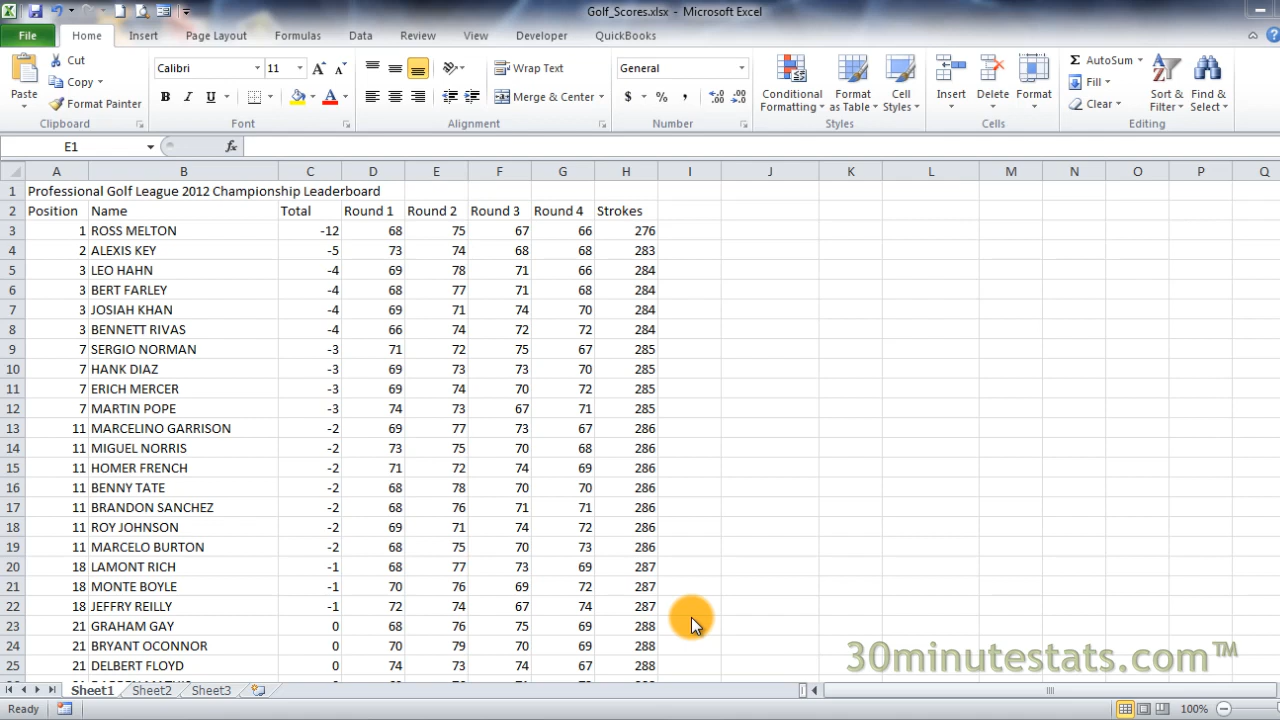 Golf_Scores.xlsx - Microsoft Excel
File Home Insert Page Layout Formulas Data Review View Developer QuickBooks
Paste Cut Copy Format Painter Clipboard
Calibri 11 B I U A Font
Wrap Text Merge & Center Alignment
General $ % , Number
Conditional Formatting Format as Table Cell Styles Styles
Insert Delete Format Cells
Σ AutoSum Fill Clear Sort & Filter Find & Select Editing
E1 fx
A B C D E F G H I J K L M N O P Q
1 Professional Golf League 2012 Championship Leaderboard
2 Position Name Total Round 1 Round 2 Round 3 Round 4 Strokes
3 1 ROSS MELTON -12 68 75 67 66 276
4 2 ALEXIS KEY -5 73 74 68 68 283
5 3 LEO HAHN -4 69 78 71 66 284
6 3 BERT FARLEY -4 68 77 71 68 284
7 3 JOSIAH KHAN -4 69 71 74 70 284
8 3 BENNETT RIVAS -4 66 74 72 72 284
9 7 SERGIO NORMAN -3 71 72 75 67 285
10 7 HANK DIAZ -3 69 73 73 70 285
11 7 ERICH MERCER -3 69 74 70 72 285
12 7 MARTIN POPE -3 74 73 67 71 285
13 11 MARCELINO GARRISON -2 69 77 73 67 286
14 11 MIGUEL NORRIS -2 73 75 70 68 286
15 11 HOMER FRENCH -2 71 72 74 69 286
16 11 BENNY TATE -2 68 78 70 70 286
17 11 BRANDON SANCHEZ -2 68 76 71 71 286
18 11 ROY JOHNSON -2 69 71 74 72 286
19 11 MARCELO BURTON -2 68 75 70 73 286
20 18 LAMONT RICH -1 68 77 73 69 287
21 18 MONTE BOYLE -1 70 76 69 72 287
22 18 JEFFRY REILLY -1 72 74 67 74 287
23 21 GRAHAM GAY 0 68 76 75 69 288
24 21 BRYANT OCONNOR 0 70 79 70 69 288
25 21 DELBERT FLOYD 0 74 73 74 67 288
30minutestats.com™
Sheet1 Sheet2 Sheet3
Ready 100%